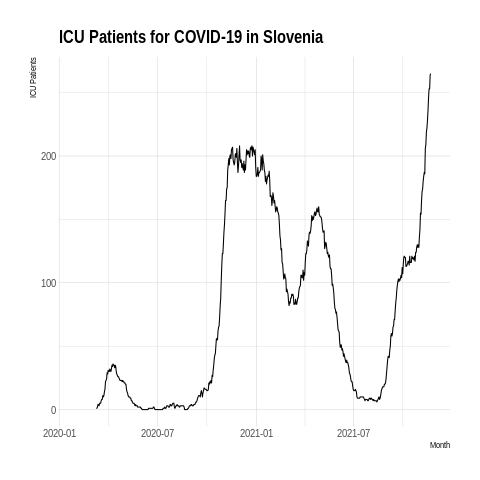 ICU Patients for COVID-19 in Slovenia
ICU Patients
200
100
0
2020-01 2020-07 2021-01 2021-07
Month